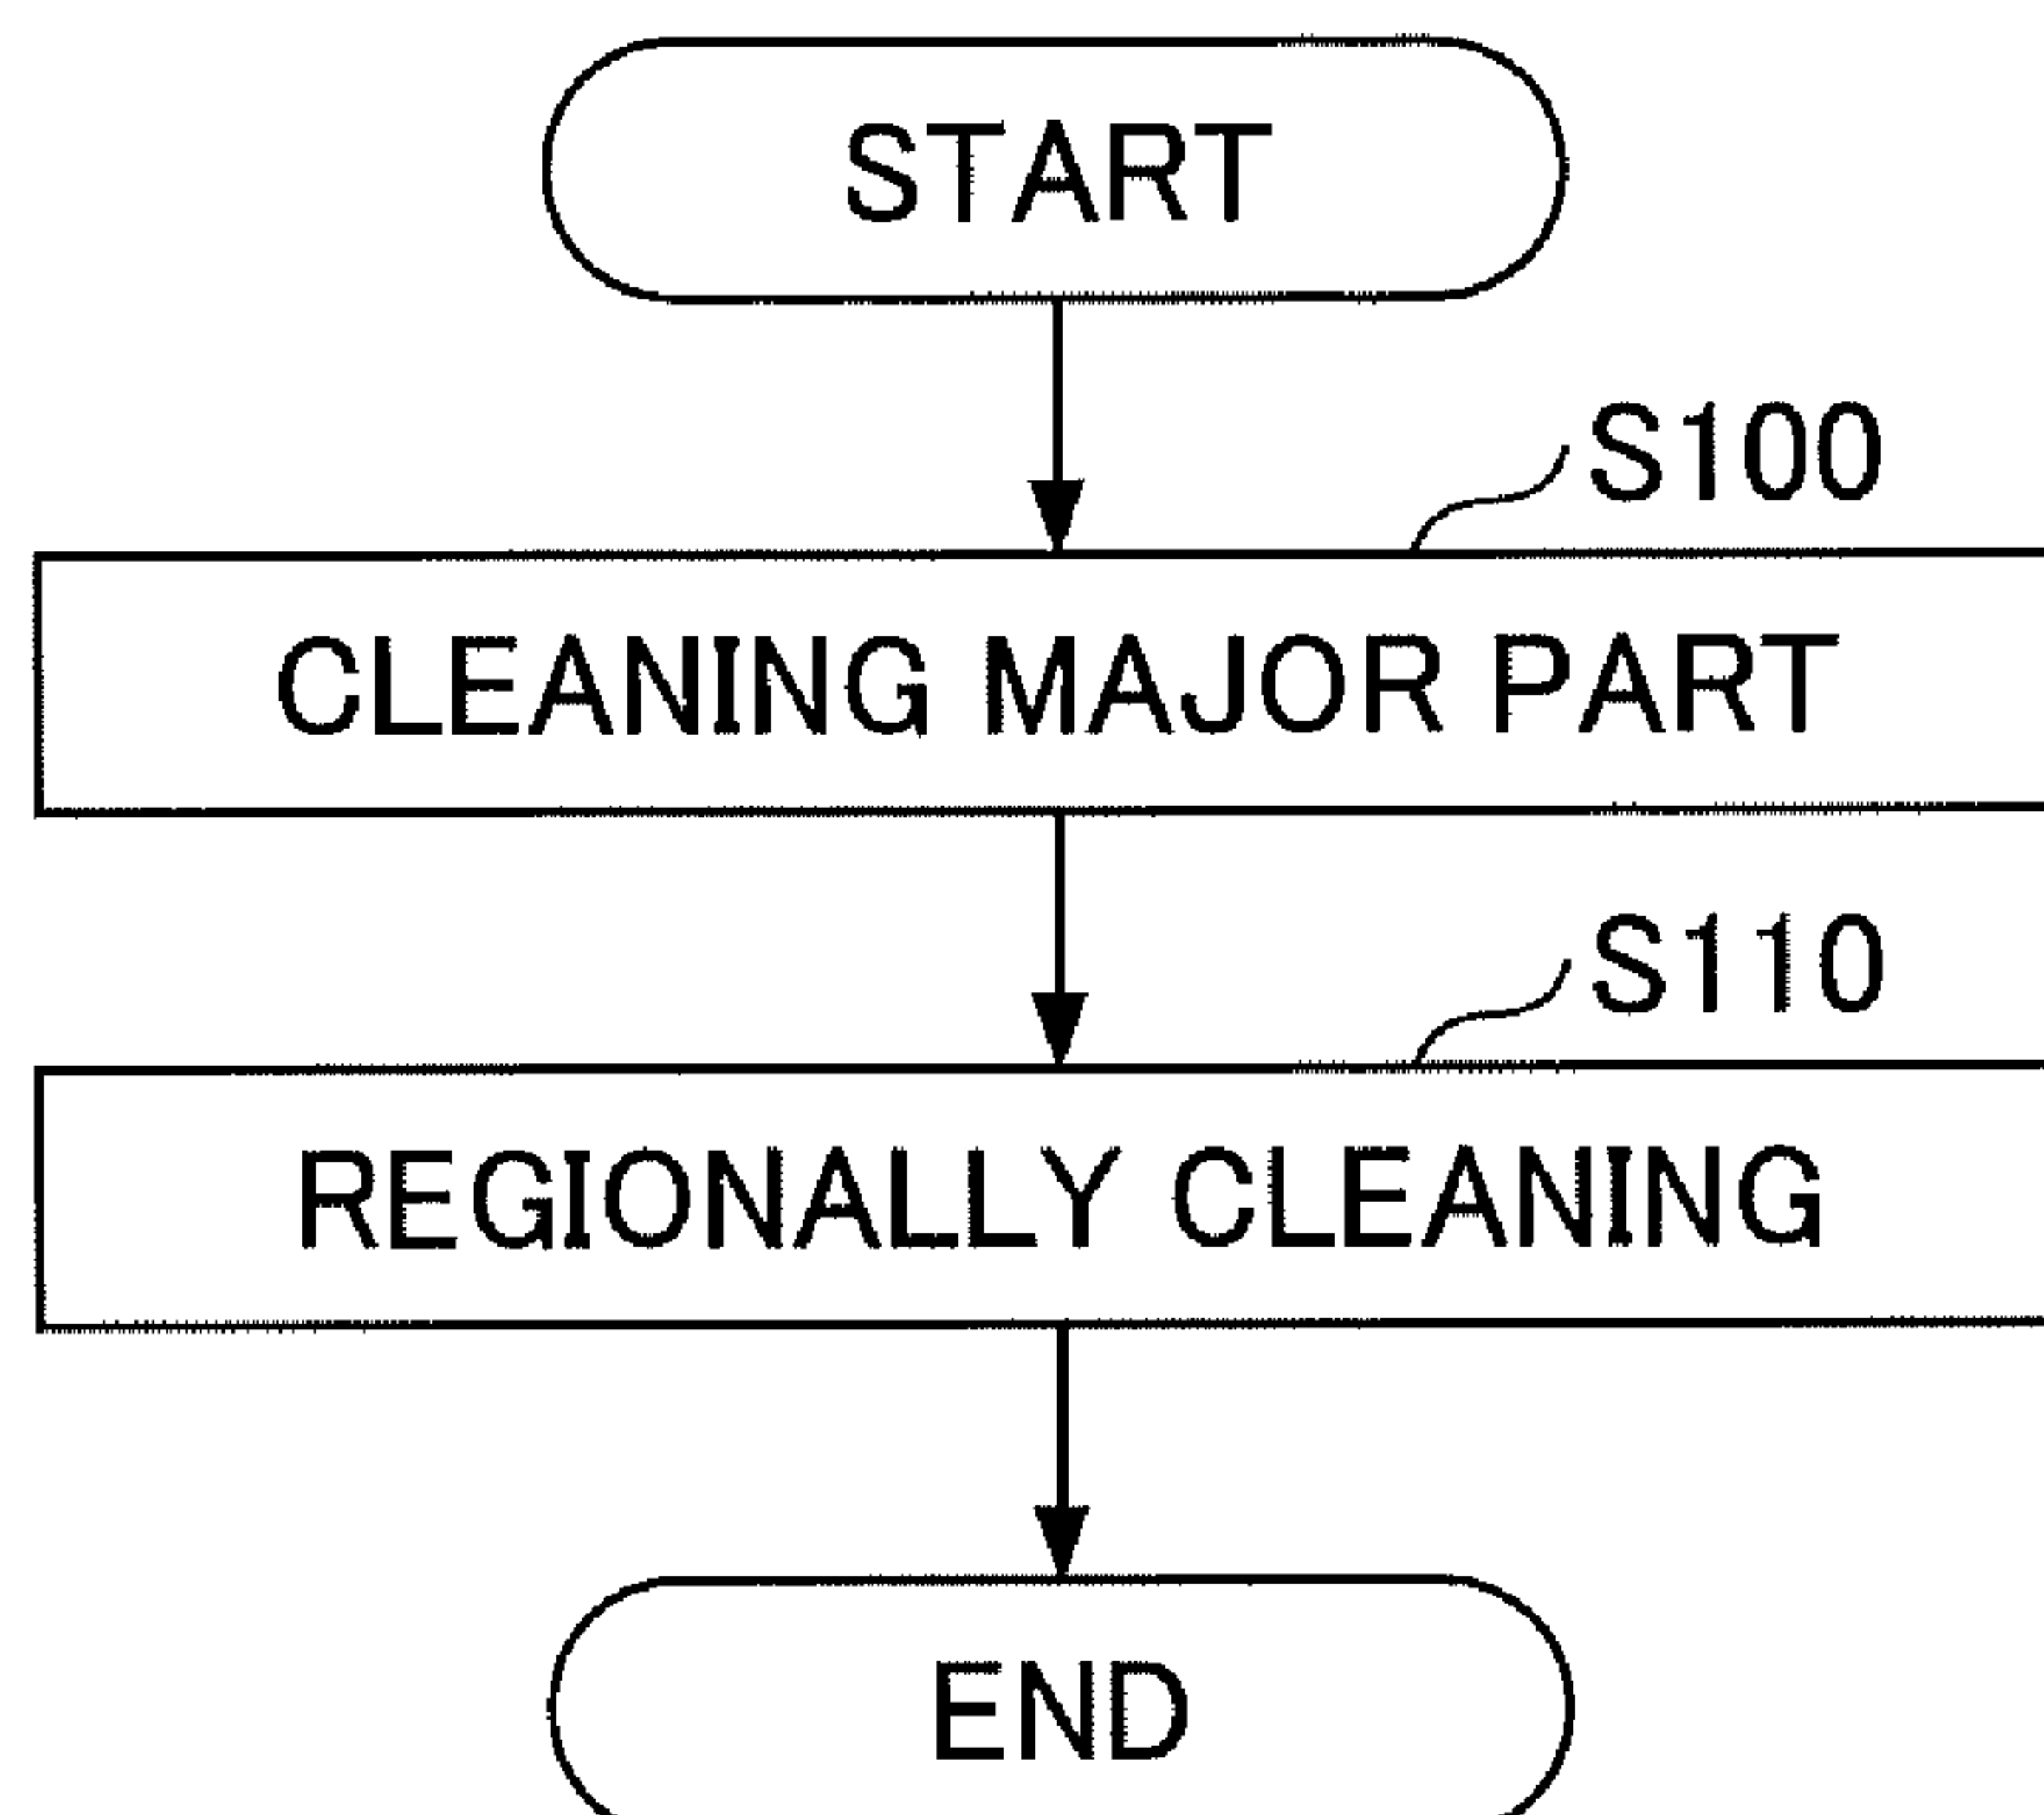 START
S100
CLEANING MAJOR PART
S110
REGIONALLY CLEANING
END